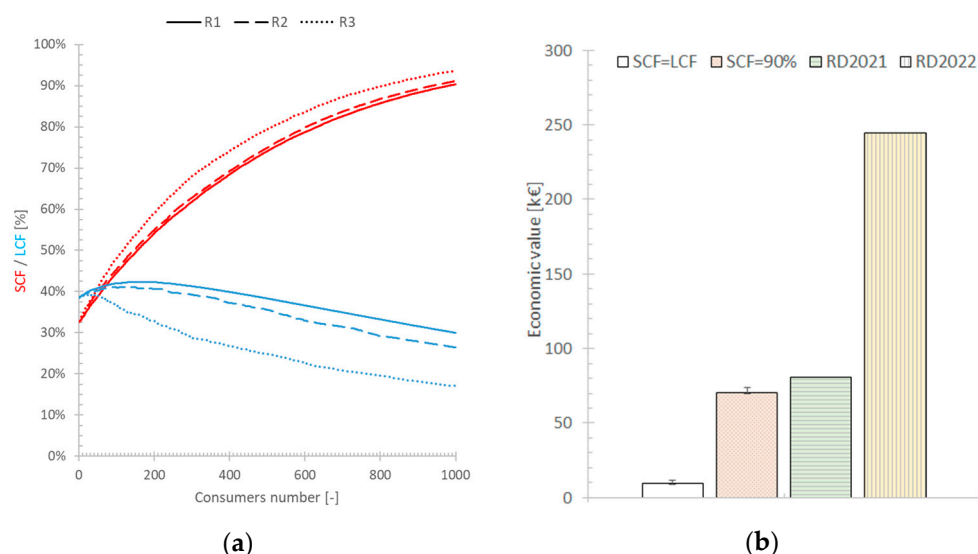 R1 R2 R3
100%
90%
80%
70%
60%
50%
40%
30%
20%
10%
0%
SCF / LCF [%]
0 200 400 600 800 1000
Consumers number [-]
(a)
SCF=LCF SCF=90% RD2021 RD2022
300
250
200
150
100
50
0
Economic value [k€]
(b)